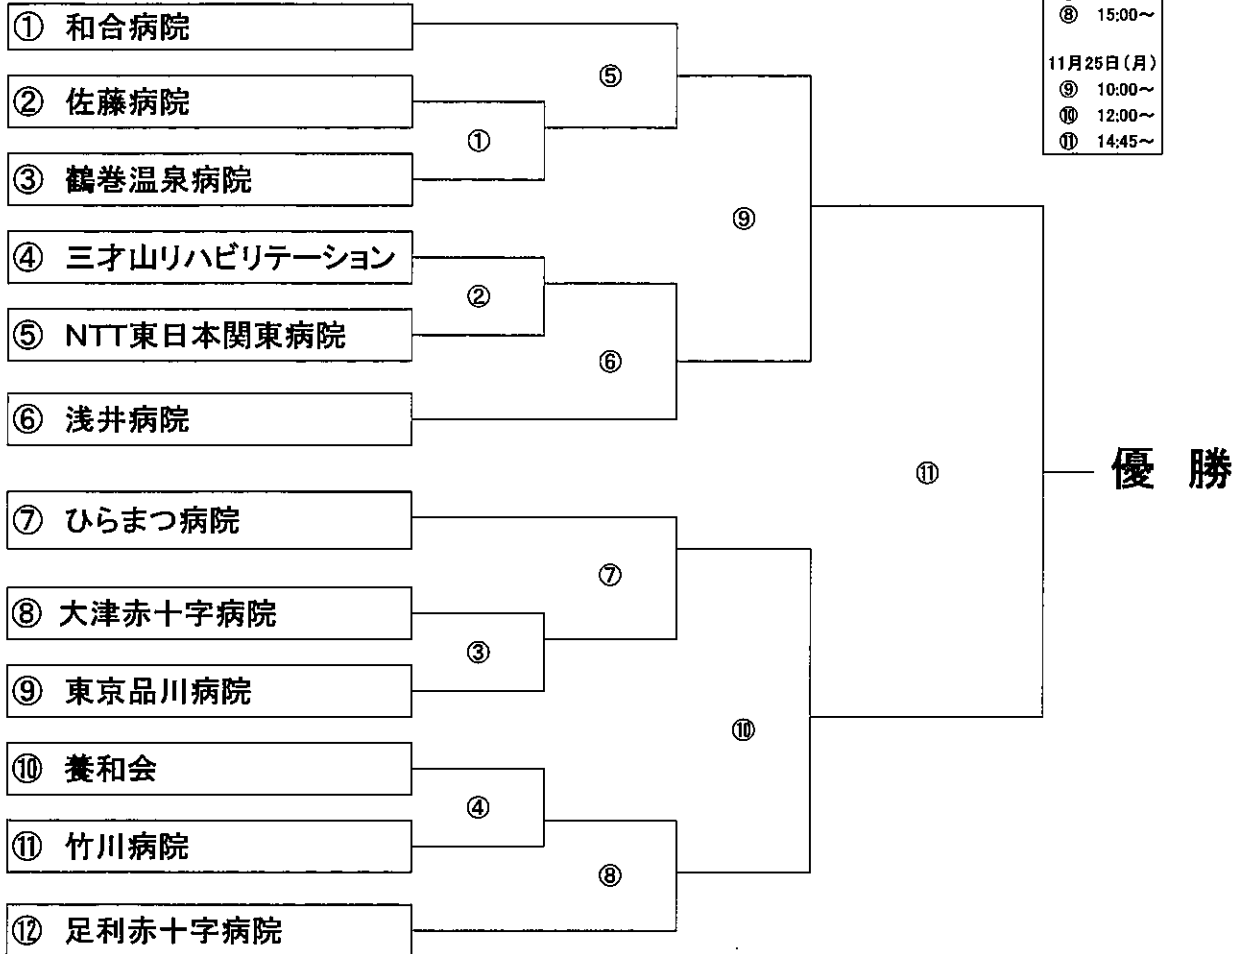 ① 和合病院
② 佐藤病院
③ 鶴巻温泉病院
④ 三才山リハビリテーション
⑤ NTT東日本関東病院
⑥ 浅井病院
⑦ ひらまつ病院
⑧ 大津赤十字病院
⑨ 東京品川病院
⑩ 養和会
⑪ 竹川病院
⑫ 足利赤十字病院
①
②
③
④
⑤
⑥
⑦
⑧
⑨
⑩
⑪
優 勝
⑧ 15:00~
11月25日(月)
⑨ 10:00~
⑩ 12:00~
⑪ 14:45~